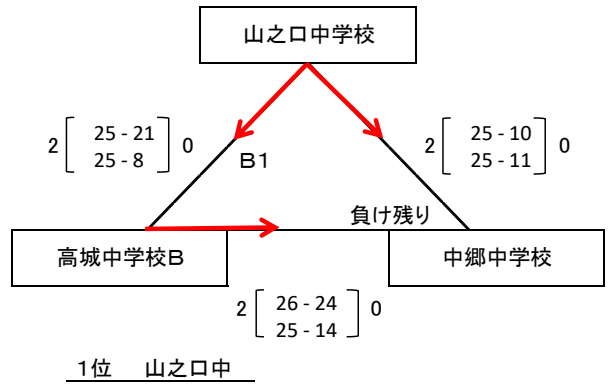 山之口中学校
2 25 - 21 0
25 - 8
2 25 - 10 0
25 - 11
B1
負け残り
高城中学校B
中郷中学校
2 26 - 24 0
25 - 14
1位 山之口中